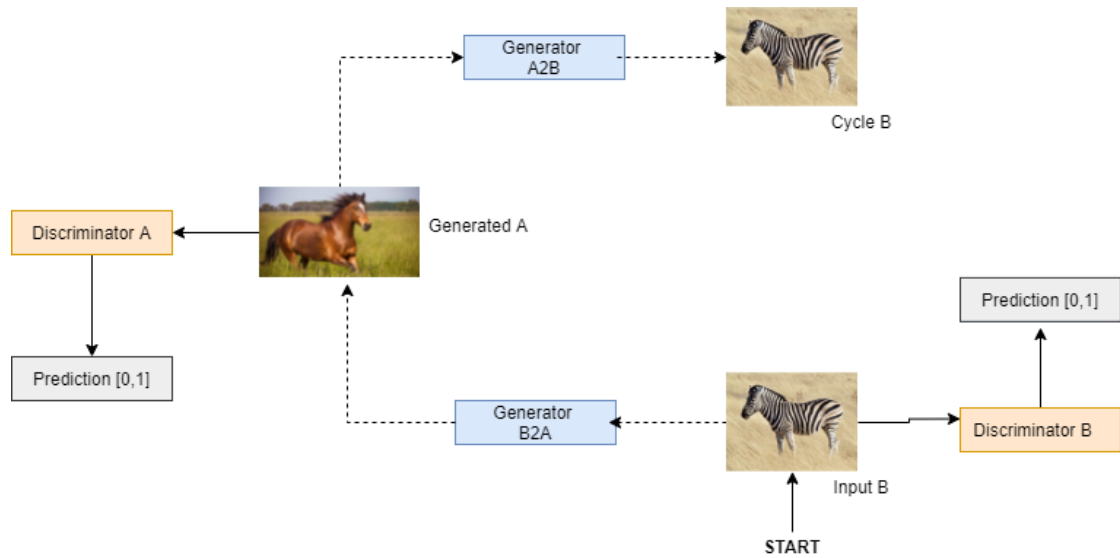 Generator
A2B
Cycle B
Generated A
Discriminator A
Prediction [0,1]
Prediction [0,1]
Generator
B2A
Discriminator B
Input B
START